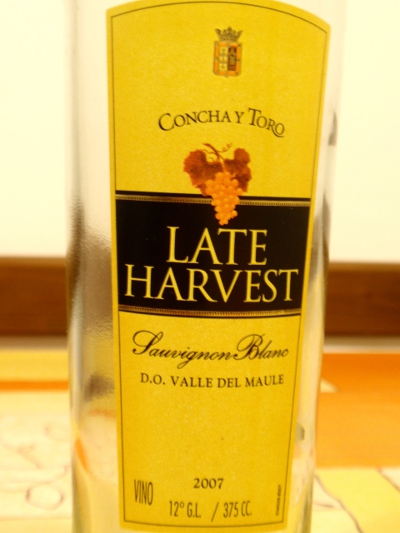 CONCHA Y TORO
LATE
HARVEST
Sauvignon Blanc
D.O. VALLE DEL MAULE
2007
VINO 12° G.L. / 375 CC.